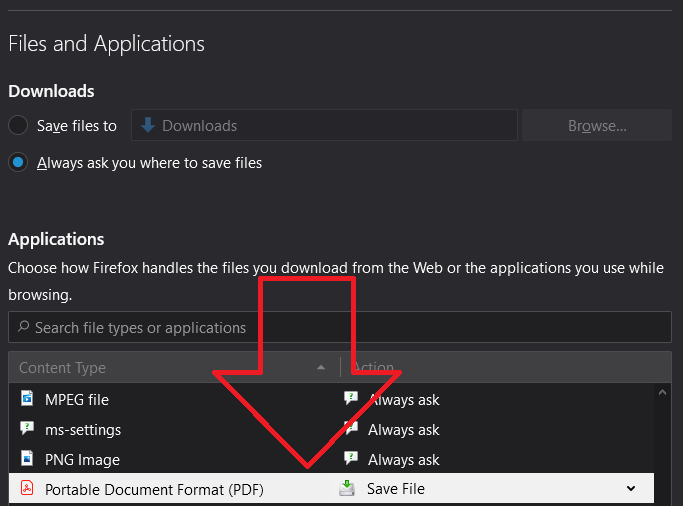 Files and Applications
Downloads
Save files to Downloads Browse...
Always ask you where to save files
Applications
Choose how Firefox handles the files you download from the Web or the applications you use while
browsing.
Search file types or applications
Content Type Action
MPEG file Always ask
ms-settings Always ask
PNG Image Always ask
Portable Document Format (PDF) Save File